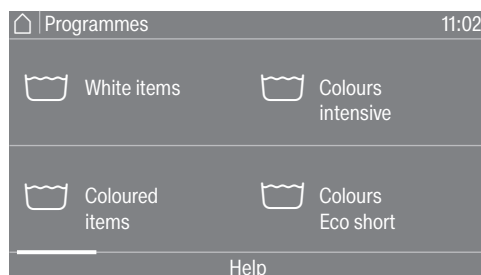 Programmes 11:02
White items
Colours
intensive
Coloured
items
Colours
Eco short
Help